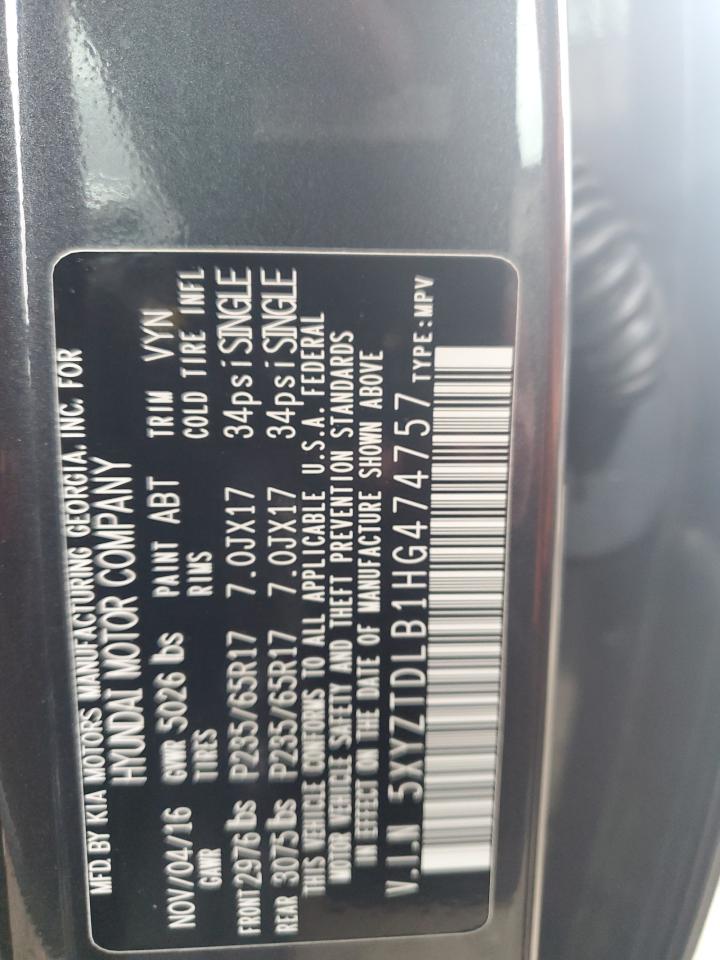 MFD.BY KIA MOTORS MANUFACTURING GEORGIA, INC. FOR
HYUNDAI MOTOR COMPANY
NOV/04/16 GVWR 5026 lbs PAINT ABT TRIM VYN
GAWR TIRES RIMS COLD TIRE INFL
FRONT 2976 lbs P235/65R17 7.0JX17 34psi SINGLE
REAR 3075 lbs P235/65R17 7.0JX17 34psi SINGLE
THIS VEHICLE CONFORMS TO ALL APPLICABLE U.S.A. FEDERAL
MOTOR VEHICLE SAFETY AND THEFT PREVENTION STANDARDS
IN EFFECT ON THE DATE OF MANUFACTURE SHOWN ABOVE
V.I.N 5XYZTDLB1HG474757 TYPE:MPV